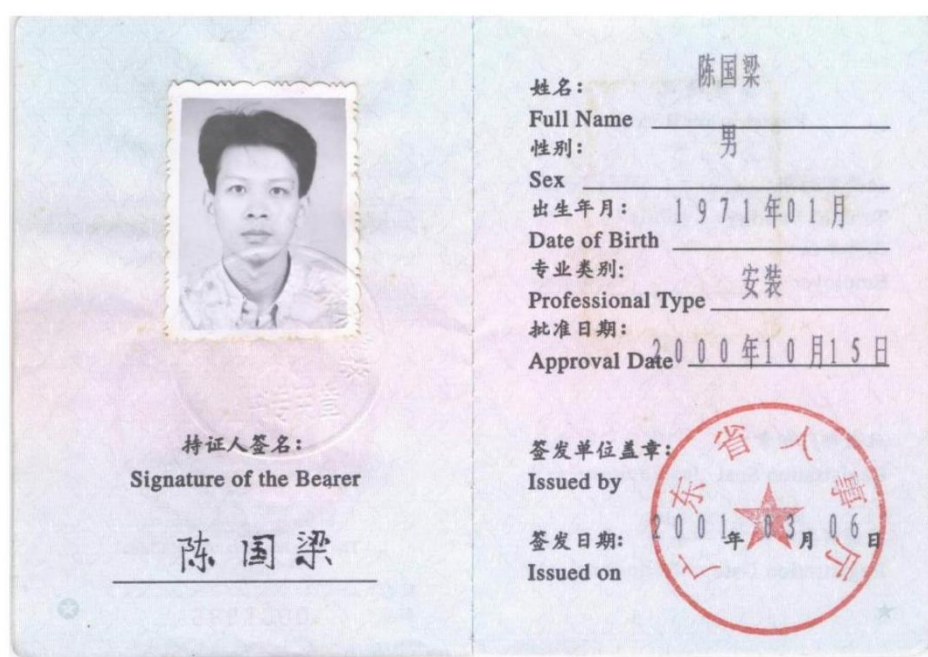 持证人签名:
Signature of the Bearer
陈国梁
姓名:
陈国梁
Full Name
性别:
男
Sex
出生年月:
1971年01月
Date of Birth
专业类别:
安装
Professional Type
批准日期:
2000年10月15日
Approval Date
签发单位盖章:
Issued by
广东省人事厅
签发日期:
2001年03月06日
Issued on